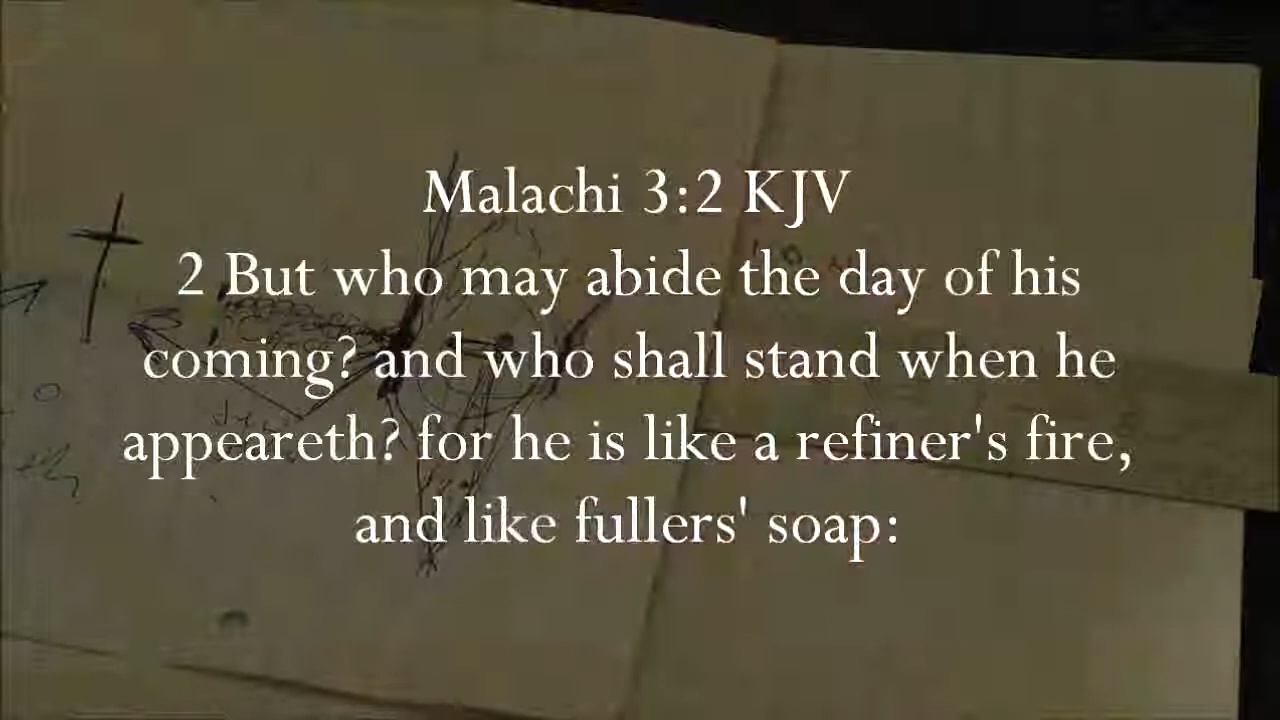 Malachi 3:2 KJV
2 But who may abide the day of his
coming? and who shall stand when he
appeareth? for he is like a refiner's fire,
and like fullers' soap: